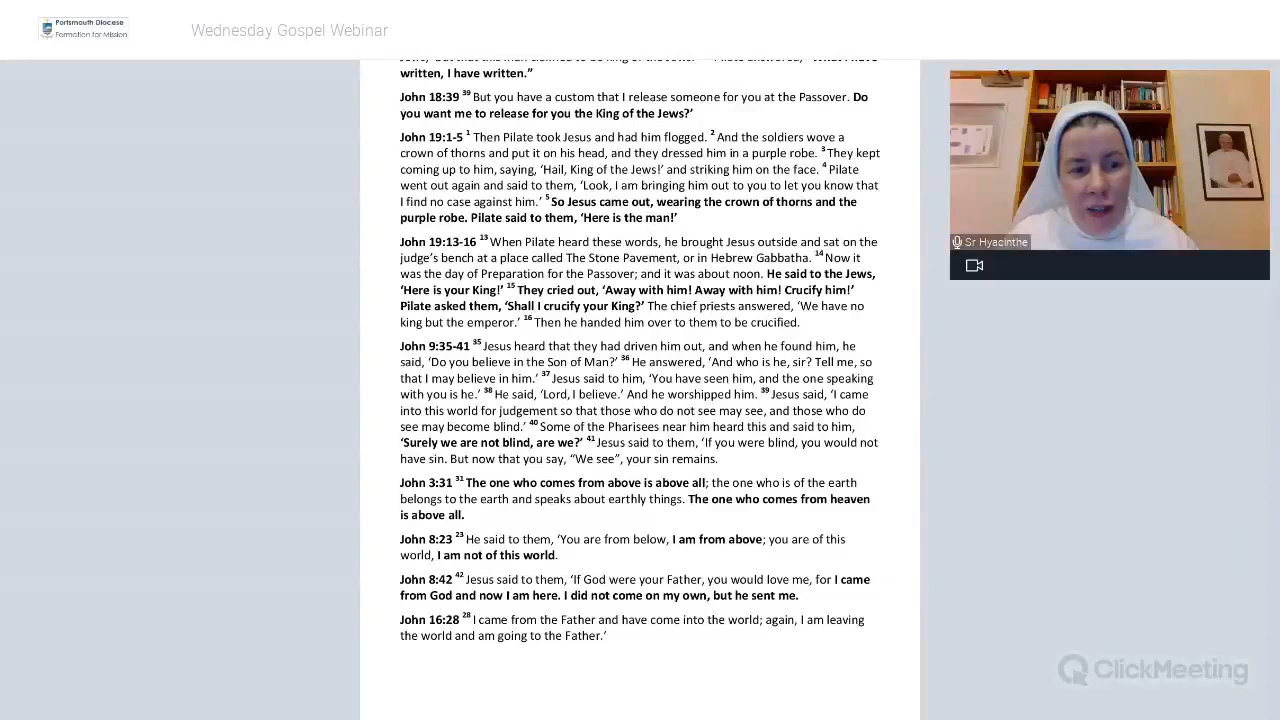 Portsmouth Diocese
Formation for Mission
Wednesday Gospel Webinar
written, I have written.”
John 18:39 39 But you have a custom that I release someone for you at the Passover. Do
you want me to release for you the King of the Jews?’
John 19:1-5 1 Then Pilate took Jesus and had him flogged. 2 And the soldiers wove a
crown of thorns and put it on his head, and they dressed him in a purple robe. 3 They kept
coming up to him, saying, ‘Hail, King of the Jews!’ and striking him on the face. 4 Pilate
went out again and said to them, ‘Look, I am bringing him out to you to let you know that
I find no case against him.’ 5 So Jesus came out, wearing the crown of thorns and the
purple robe. Pilate said to them, ‘Here is the man!’
John 19:13-16 13 When Pilate heard these words, he brought Jesus outside and sat on the
judge’s bench at a place called The Stone Pavement, or in Hebrew Gabbatha. 14 Now it
was the day of Preparation for the Passover; and it was about noon. He said to the Jews,
‘Here is your King!’ 15 They cried out, ‘Away with him! Away with him! Crucify him!’
Pilate asked them, ‘Shall I crucify your King?’ The chief priests answered, ‘We have no
king but the emperor.’ 16 Then he handed him over to them to be crucified.
John 9:35-41 35 Jesus heard that they had driven him out, and when he found him, he
said, ‘Do you believe in the Son of Man?’ 36 He answered, ‘And who is he, sir? Tell me, so
that I may believe in him.’ 37 Jesus said to him, ‘You have seen him, and the one speaking
with you is he.’ 38 He said, ‘Lord, I believe.’ And he worshipped him. 39 Jesus said, ‘I came
into this world for judgement so that those who do not see may see, and those who do
see may become blind.’ 40 Some of the Pharisees near him heard this and said to him,
‘Surely we are not blind, are we?’ 41 Jesus said to them, ‘If you were blind, you would not
have sin. But now that you say, “We see”, your sin remains.
John 3:31 31 The one who comes from above is above all; the one who is of the earth
belongs to the earth and speaks about earthly things. The one who comes from heaven
is above all.
John 8:23 23 He said to them, ‘You are from below, I am from above; you are of this
world, I am not of this world.
John 8:42 42 Jesus said to them, ‘If God were your Father, you would love me, for I came
from God and now I am here. I did not come on my own, but he sent me.
John 16:28 28 I came from the Father and have come into the world; again, I am leaving
the world and am going to the Father.’
Sr Hyacinthe
ClickMeeting